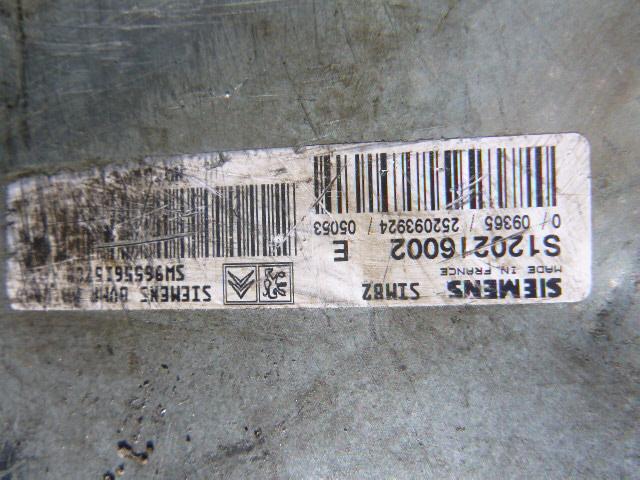 SIEMENS
MADE IN FRANCE
S120216002 E
0 / 09365 / 252093924 / 05053
SIM82
SIEMENS